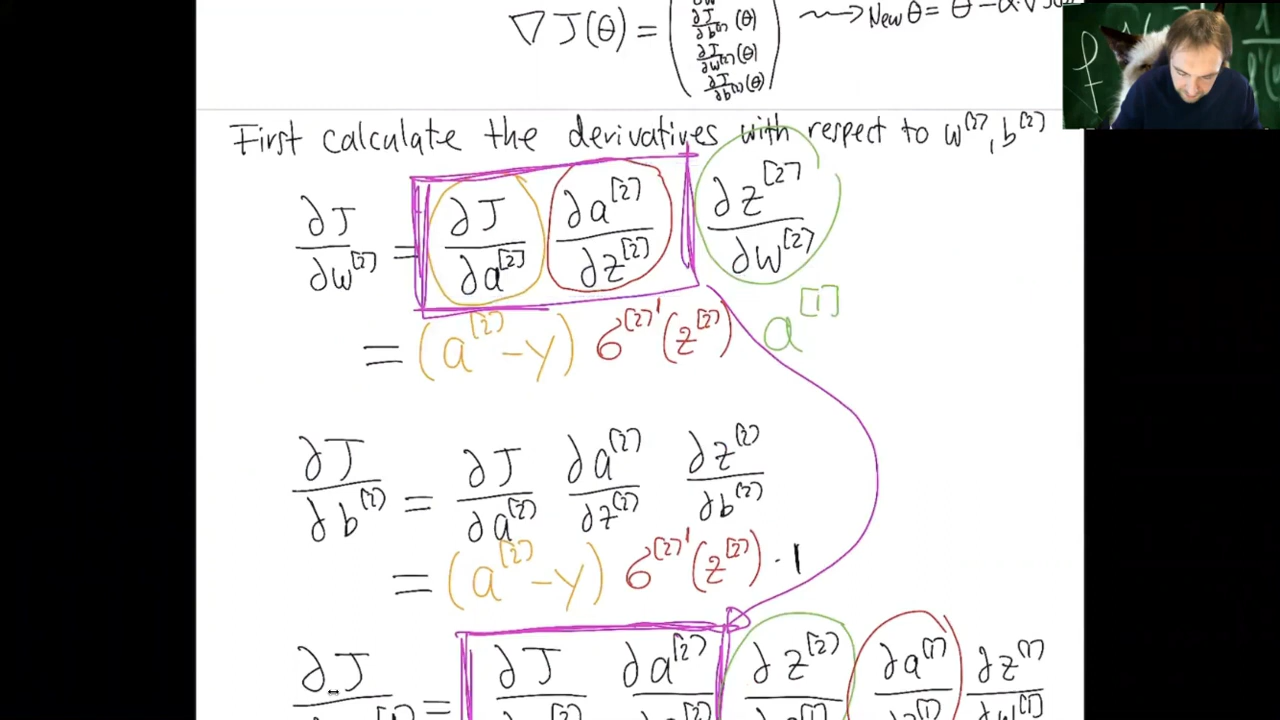 ∇J(θ) = ( ∂J/∂b^[1] (θ) ∂J/∂w^[2] (θ) ∂J/∂b^[2] (θ) ) ⟿ New θ = θ - α·∇J
First calculate the derivatives with respect to w^[2], b^[2]
∂J/∂w^[2] = ∂J/∂a^[2] ∂a^[2]/∂z^[2] ∂z^[2]/∂w^[2]
= (a^[2] - y) σ^[2]'(z^[2]) a^[1]
∂J/∂b^[2] = ∂J/∂a^[2] ∂a^[2]/∂z^[2] ∂z^[2]/∂b^[2]
= (a^[2] - y) σ^[2]'(z^[2]) · 1
∂J = ∂J ∂a^[2] ∂z^[2] ∂a^[1] ∂z^[1]